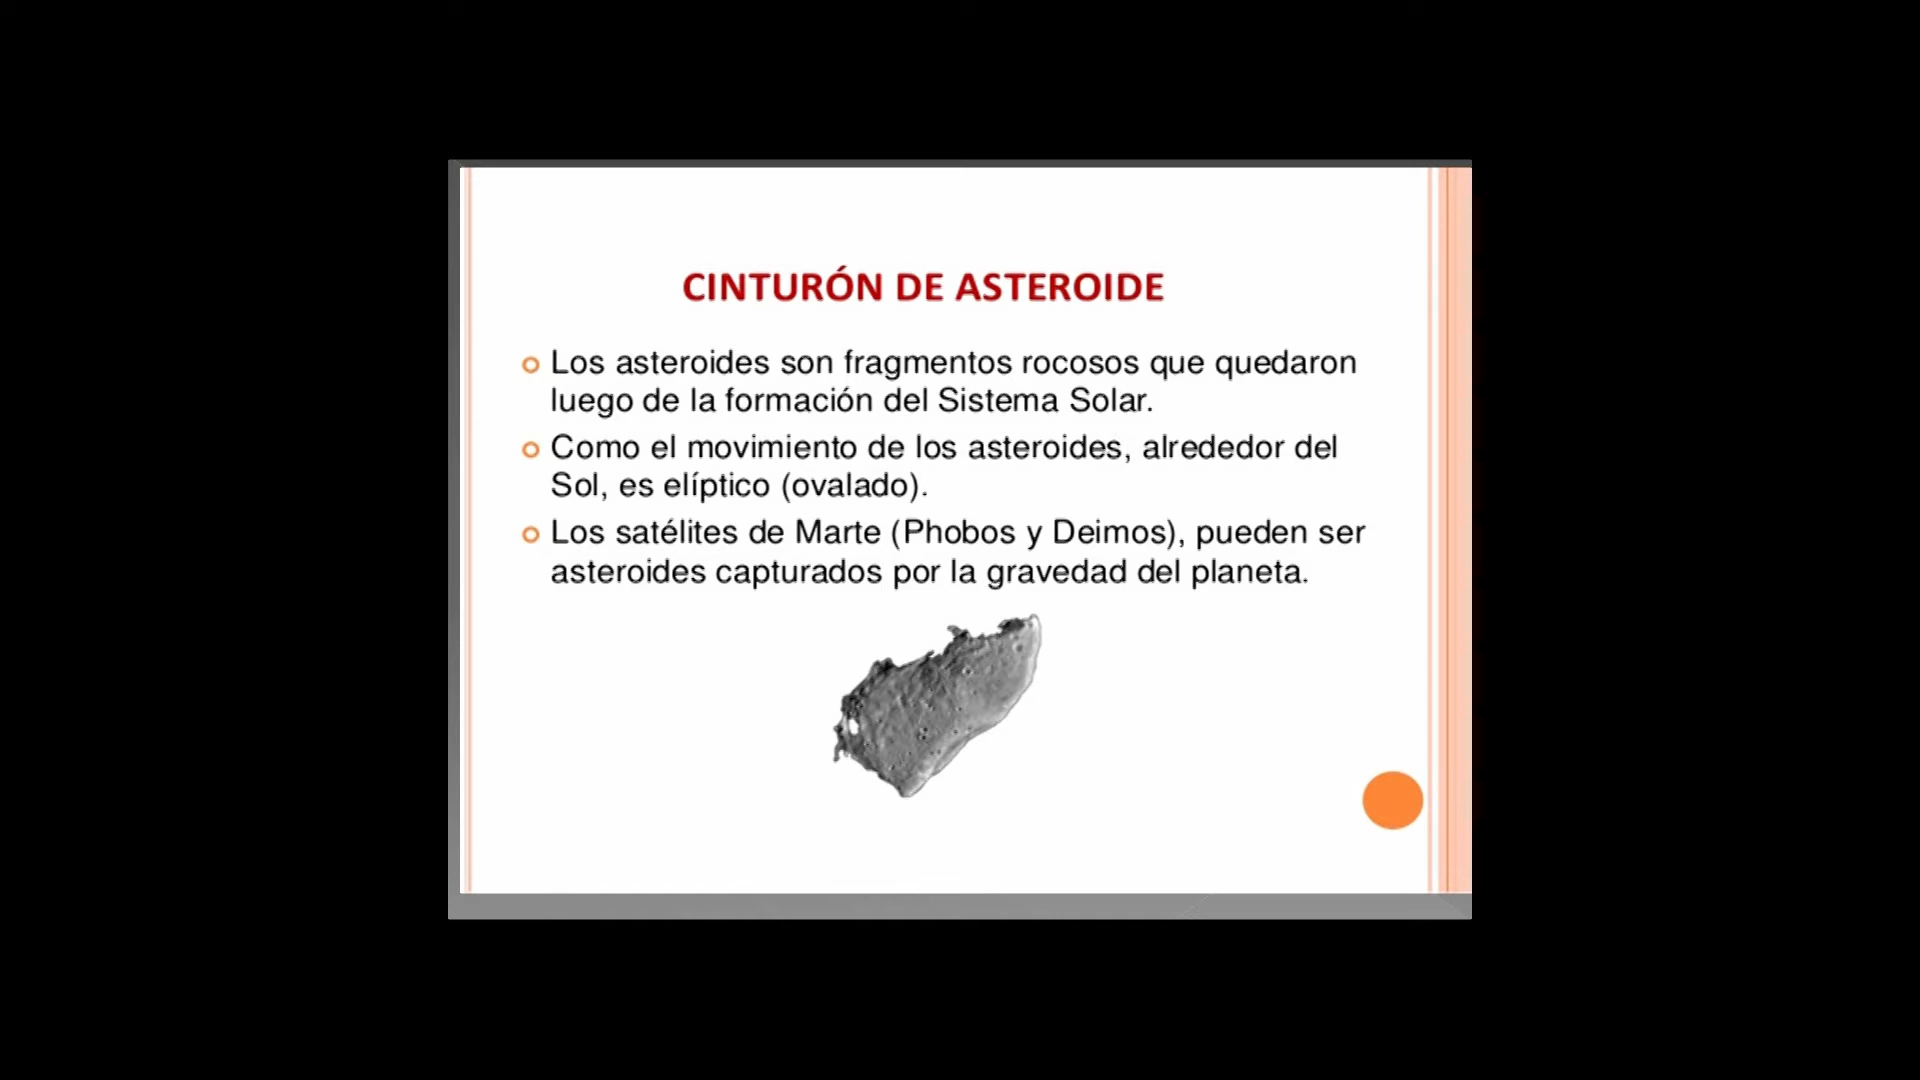 CINTURÓN DE ASTEROIDE
Los asteroides son fragmentos rocosos que quedaron
luego de la formación del Sistema Solar.
Como el movimiento de los asteroides, alrededor del
Sol, es elíptico (ovalado).
Los satélites de Marte (Phobos y Deimos), pueden ser
asteroides capturados por la gravedad del planeta.